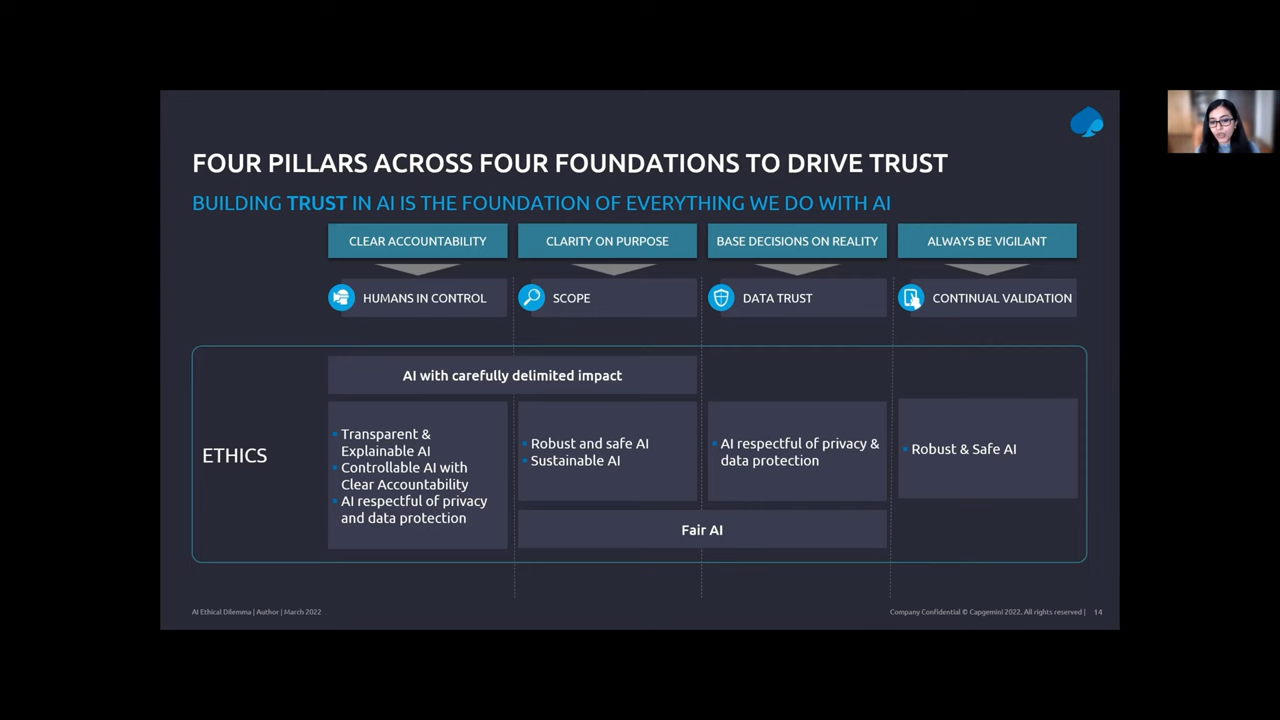 FOUR PILLARS ACROSS FOUR FOUNDATIONS TO DRIVE TRUST
BUILDING TRUST IN AI IS THE FOUNDATION OF EVERYTHING WE DO WITH AI
CLEAR ACCOUNTABILITY
CLARITY ON PURPOSE
BASE DECISIONS ON REALITY
ALWAYS BE VIGILANT
HUMANS IN CONTROL
SCOPE
DATA TRUST
CONTINUAL VALIDATION
ETHICS
AI with carefully delimited impact
Transparent &
Explainable AI
Controllable AI with
Clear Accountability
AI respectful of privacy
and data protection
Robust and safe AI
Sustainable AI
AI respectful of privacy &
data protection
Robust & Safe AI
Fair AI
AI Ethical Dilemma | Author | March 2022
Company Confidential © Capgemini 2022. All rights reserved | 14